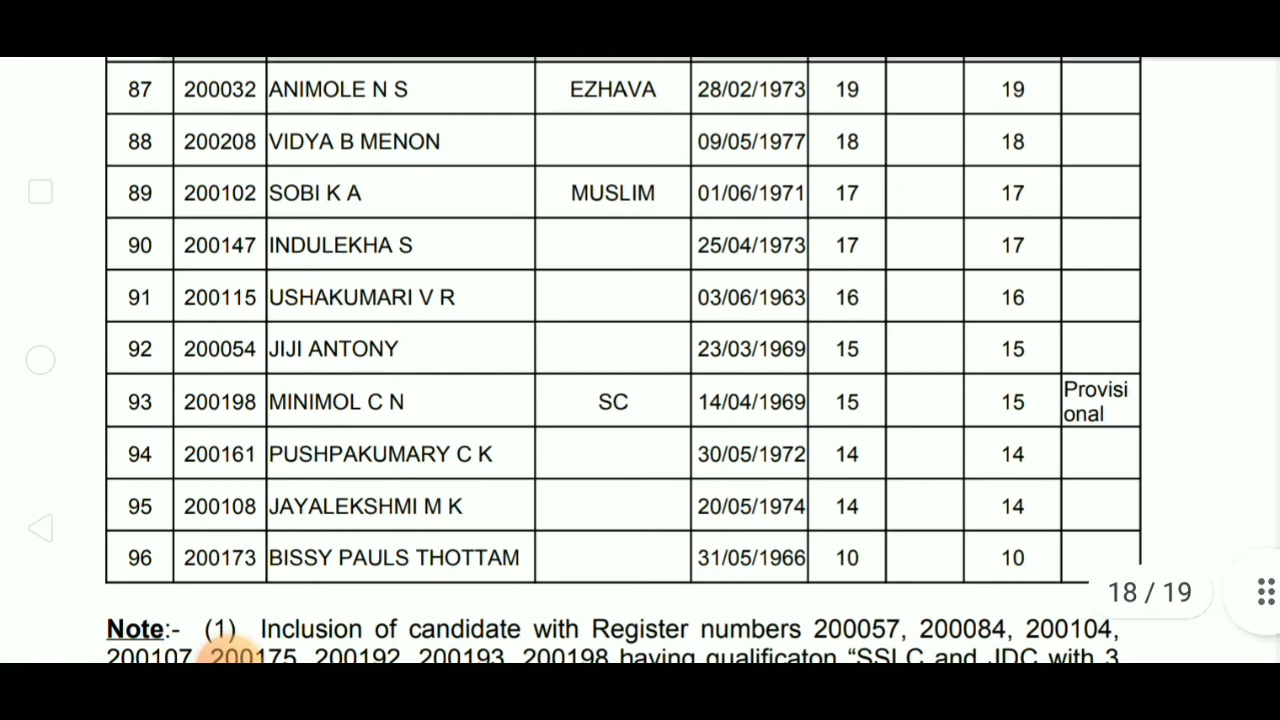 87 200032 ANIMOLE N S EZHAVA 28/02/1973 19 19
88 200208 VIDYA B MENON 09/05/1977 18 18
89 200102 SOBI K A MUSLIM 01/06/1971 17 17
90 200147 INDULEKHA S 25/04/1973 17 17
91 200115 USHAKUMARI V R 03/06/1963 16 16
92 200054 JIJI ANTONY 23/03/1969 15 15
93 200198 MINIMOL C N SC 14/04/1969 15 15 Provisi
onal
94 200161 PUSHPAKUMARY C K 30/05/1972 14 14
95 200108 JAYALEKSHMI M K 20/05/1974 14 14
96 200173 BISSY PAULS THOTTAM 31/05/1966 10 10
18 / 19
Note:- (1) Inclusion of candidate with Register numbers 200057, 200084, 200104,
200107, 200175, 200192, 200193, 200198 having qualificaton “SSLC and JDC with 3